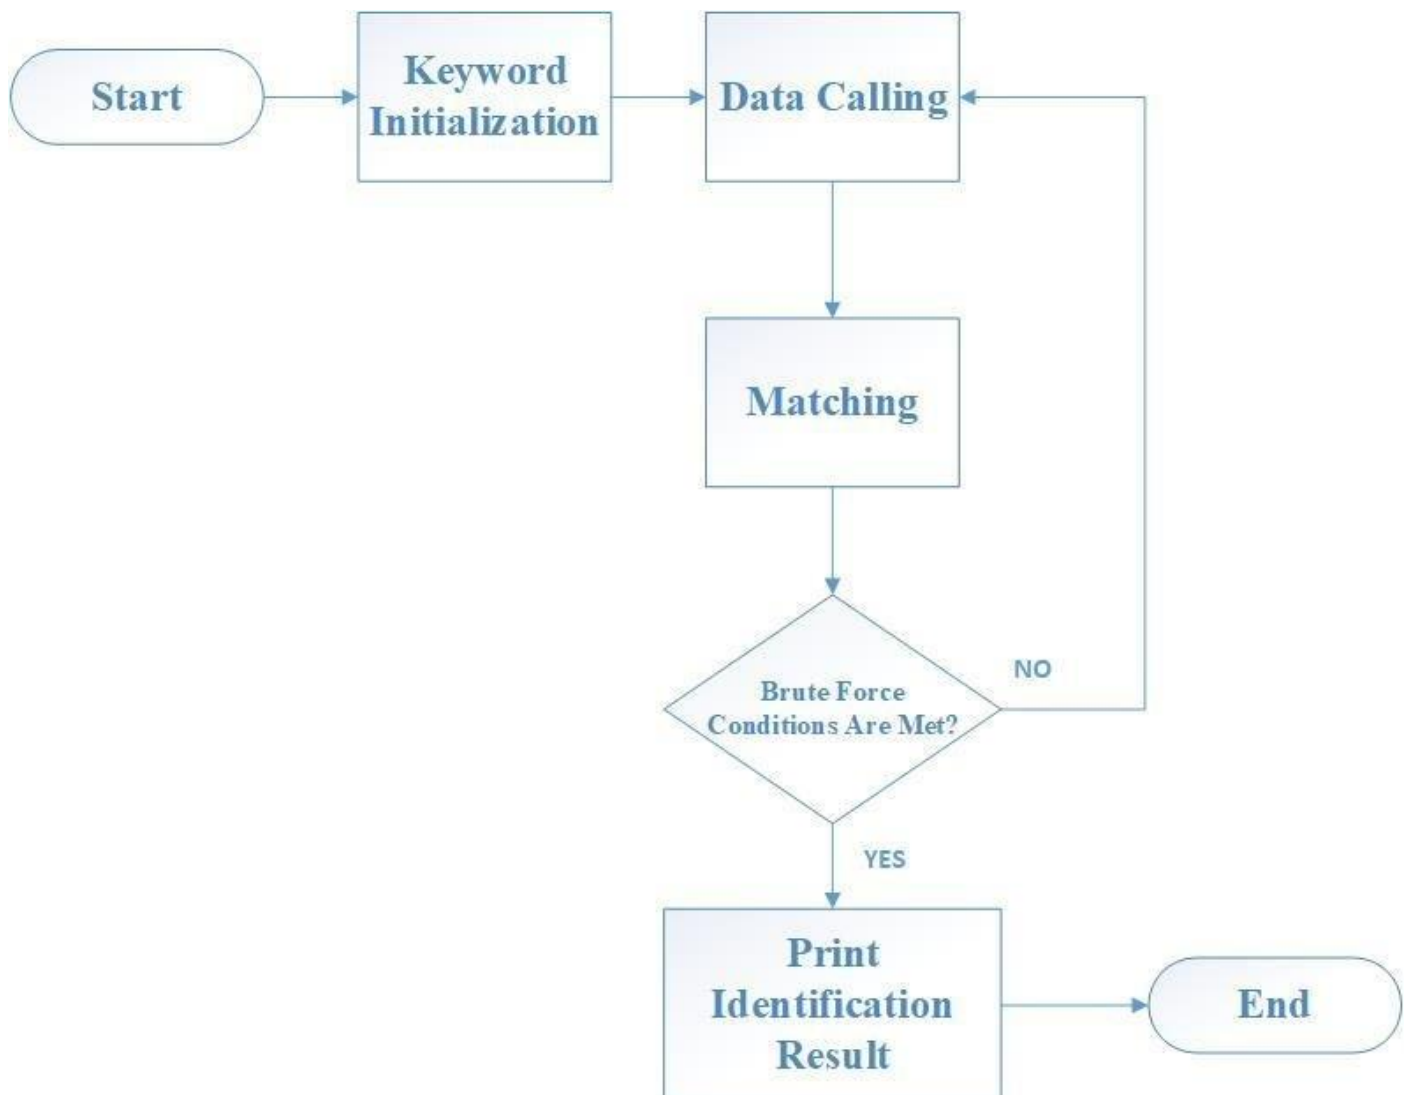 Start
Keyword
Initialization
Data Calling
Matching
Brute Force
Conditions Are Met?
NO
YES
Print
Identification
Result
End